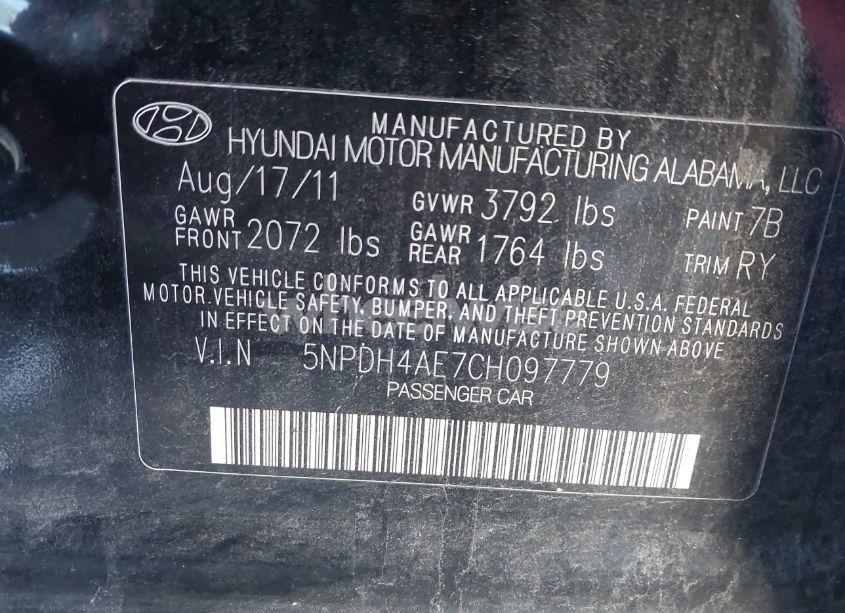 MANUFACTURED BY
HYUNDAI MOTOR MANUFACTURING ALABAMA, LLC
Aug/17/11 GVWR 3792 lbs PAINT 7B
GAWR FRONT 2072 lbs GAWR REAR 1764 lbs TRIM RY
THIS VEHICLE CONFORMS TO ALL APPLICABLE U.S.A. FEDERAL
MOTOR VEHICLE SAFETY, BUMPER, AND THEFT PREVENTION STANDARDS
IN EFFECT ON THE DATE OF MANUFACTURE SHOWN ABOVE
V.I.N 5NPDH4AE7CH097779
PASSENGER CAR